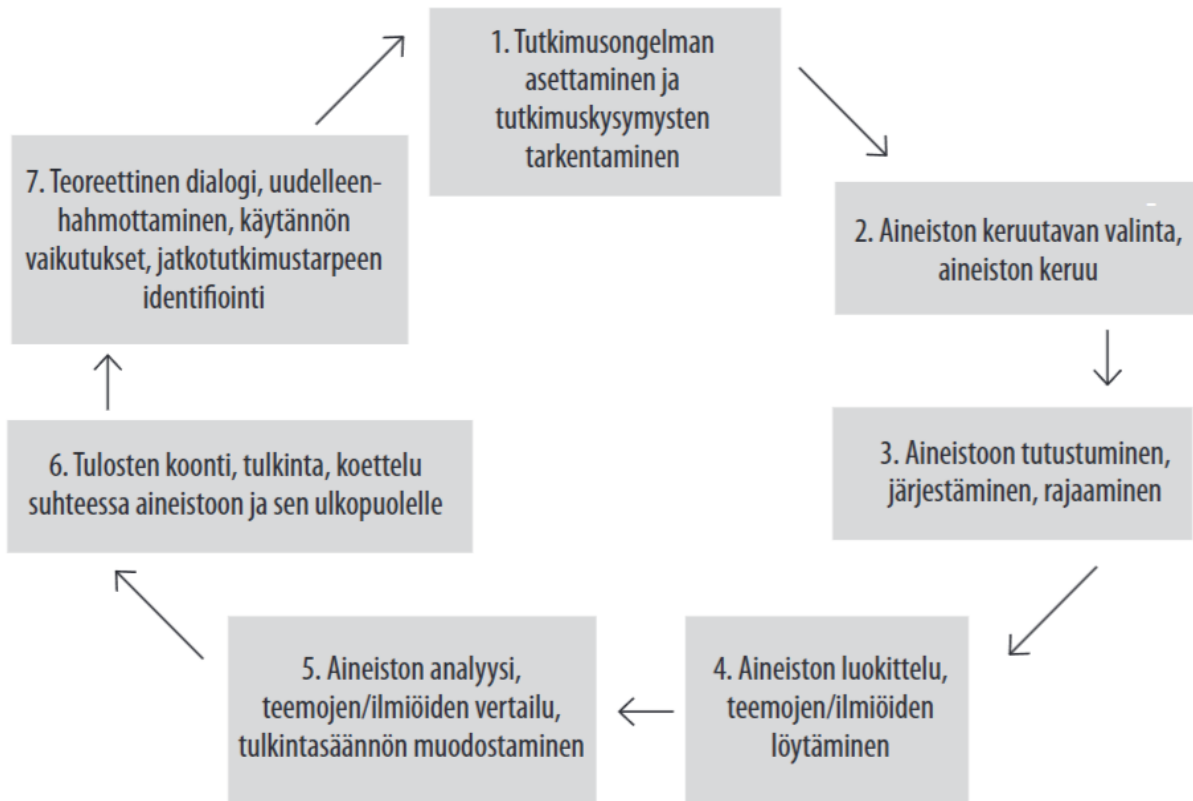 1. Tutkimusongelman
asettaminen ja
tutkimuskysymysten
tarkentaminen
2. Aineiston keruutavan valinta,
aineiston keruu
3. Aineistoon tutustuminen,
järjestäminen, rajaaminen
4. Aineiston luokittelu,
teemojen/ilmiöiden
löytäminen
5. Aineiston analyysi,
teemojen/ilmiöiden vertailu,
tulkintasäännön muodostaminen
6. Tulosten koonti, tulkinta, koettelu
suhteessa aineistoon ja sen ulkopuolelle
7. Teoreettinen dialogi, uudelleen-
hahmottaminen, käytännön
vaikutukset, jatkotutkimustarpeen
identifiointi